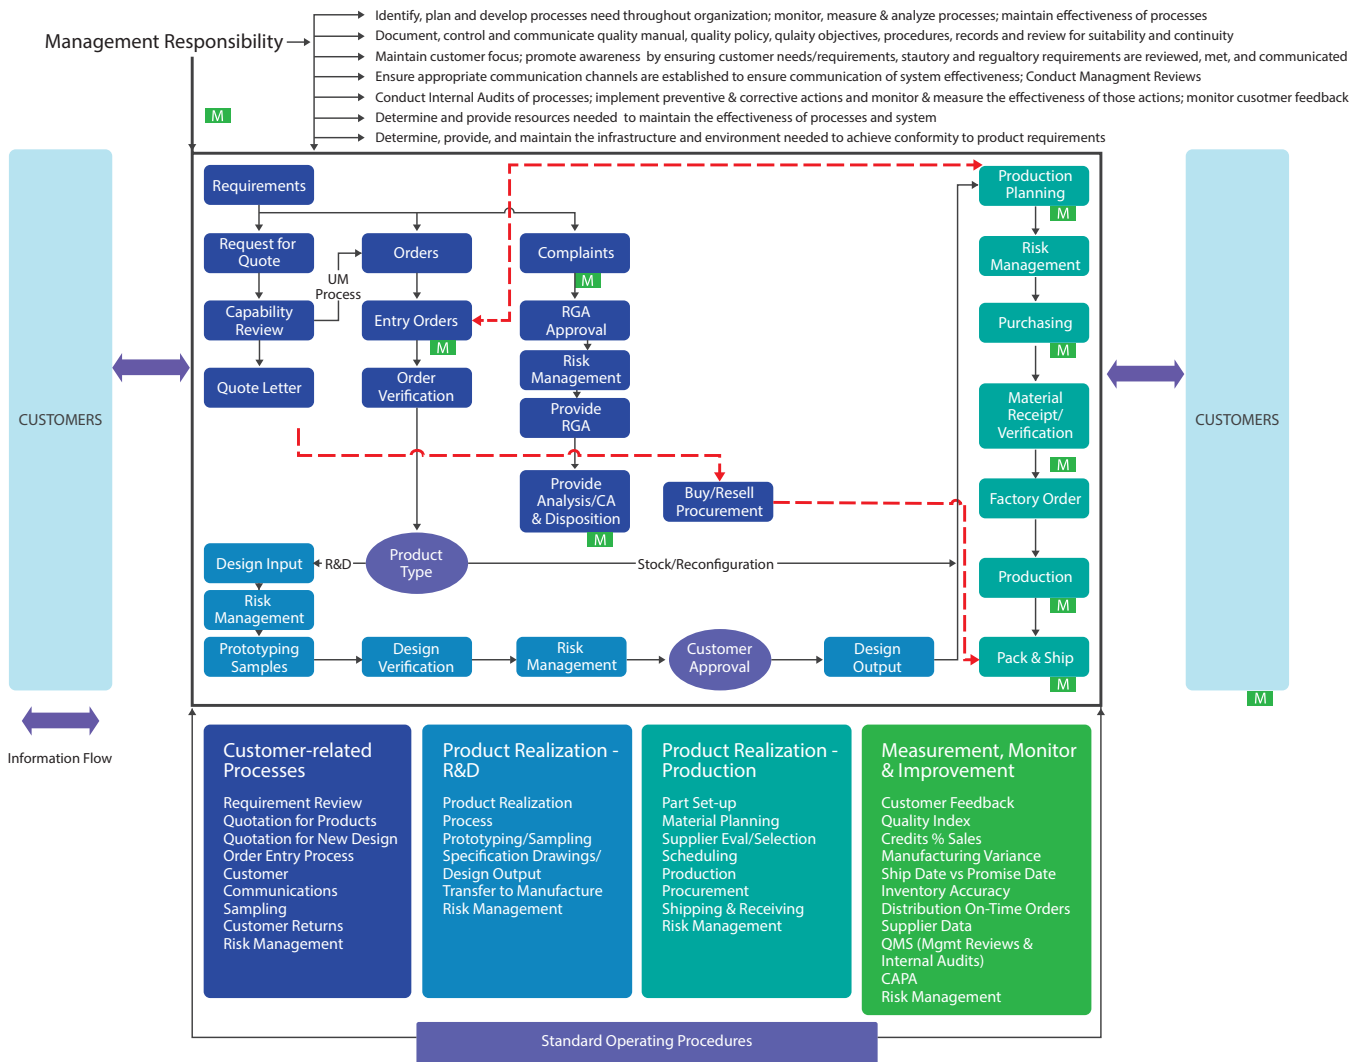 Management Responsibility
Identify, plan and develop processes need throughout organization; monitor, measure & analyze processes; maintain effectiveness of processes
Document, control and communicate quality manual, quality policy, qulaity objectives, procedures, records and review for suitability and continuity
Maintain customer focus; promote awareness by ensuring customer needs/requirements, stautory and regualtory requirements are reviewed, met, and communicated
Ensure appropriate communication channels are established to ensure communication of system effectiveness; Conduct Managment Reviews
Conduct Internal Audits of processes; implement preventive & corrective actions and monitor & measure the effectiveness of those actions; monitor cusotmer feedback
Determine and provide resources needed to maintain the effectiveness of processes and system
Determine, provide, and maintain the infrastructure and environment needed to achieve conformity to product requirements
M
CUSTOMERS
Information Flow
Requirements
Request for
Quote
Capability
Review
Quote Letter
UM
Process
Orders
Entry Orders
M
Order
Verification
Complaints
M
RGA
Approval
Risk
Management
Provide
RGA
Provide
Analysis/CA
& Disposition
M
Buy/Resell
Procurement
Product
Type
R&D
Stock/Reconfiguration
Design Input
Risk
Management
Prototyping
Samples
Design
Verification
Risk
Management
Customer
Approval
Design
Output
Production
Planning
M
Risk
Management
Purchasing
M
Material
Receipt/
Verification
M
Factory Order
Production
M
Pack & Ship
M
CUSTOMERS
M
Customer-related
Processes
Requirement Review
Quotation for Products
Quotation for New Design
Order Entry Process
Customer
Communications
Sampling
Customer Returns
Risk Management
Product Realization -
R&D
Product Realization
Process
Prototyping/Sampling
Specification Drawings/
Design Output
Transfer to Manufacture
Risk Management
Product Realization -
Production
Part Set-up
Material Planning
Supplier Eval/Selection
Scheduling
Production
Procurement
Shipping & Receiving
Risk Management
Measurement, Monitor
& Improvement
Customer Feedback
Quality Index
Credits % Sales
Manufacturing Variance
Ship Date vs Promise Date
Inventory Accuracy
Distribution On-Time Orders
Supplier Data
QMS (Mgmt Reviews &
Internal Audits)
CAPA
Risk Management
Standard Operating Procedures